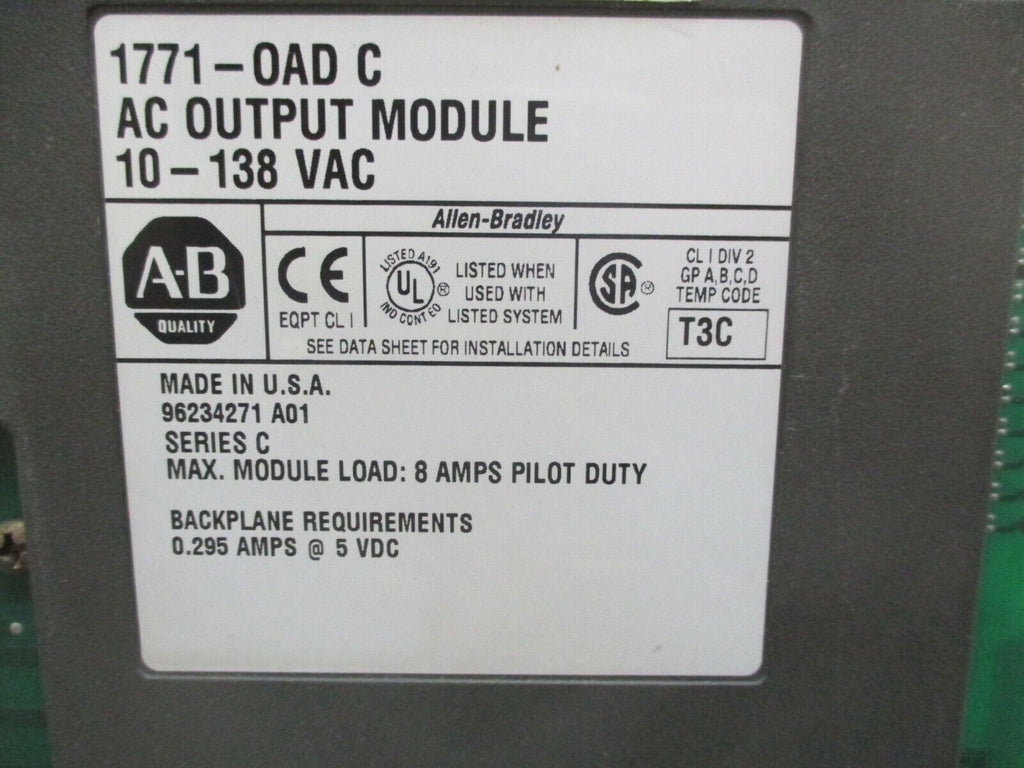 1771-OAD C
AC OUTPUT MODULE
10-138 VAC
Allen-Bradley
A-B
QUALITY
CE
EQPT CL I
LISTED A191
UL ®
IND CONT EQ
LISTED WHEN
USED WITH
LISTED SYSTEM
SA ®
CL I DIV 2
GP A,B,C,D
TEMP CODE
T3C
SEE DATA SHEET FOR INSTALLATION DETAILS
MADE IN U.S.A.
96234271 A01
SERIES C
MAX. MODULE LOAD: 8 AMPS PILOT DUTY
BACKPLANE REQUIREMENTS
0.295 AMPS @ 5 VDC